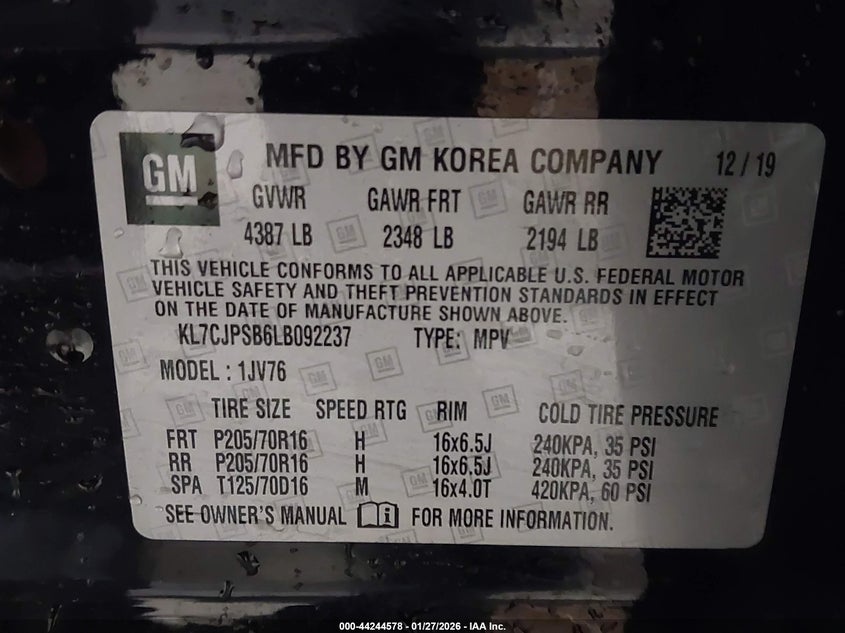 GM
MFD BY GM KOREA COMPANY 12/19
GVWR GAWR FRT GAWR RR
4387 LB 2348 LB 2194 LB
THIS VEHICLE CONFORMS TO ALL APPLICABLE U.S. FEDERAL MOTOR
VEHICLE SAFETY AND THEFT PREVENTION STANDARDS IN EFFECT
ON THE DATE OF MANUFACTURE SHOWN ABOVE.
KL7CJPSB6LB092237 TYPE: MPV
MODEL : 1JV76
TIRE SIZE SPEED RTG RIM COLD TIRE PRESSURE
FRT P205/70R16 H 16x6.5J 240KPA, 35 PSI
RR P205/70R16 H 16x6.5J 240KPA, 35 PSI
SPA T125/70D16 M 16x4.0T 420KPA, 60 PSI
SEE OWNER'S MANUAL FOR MORE INFORMATION.
000-44244578 - 01/27/2026 - IAA Inc.